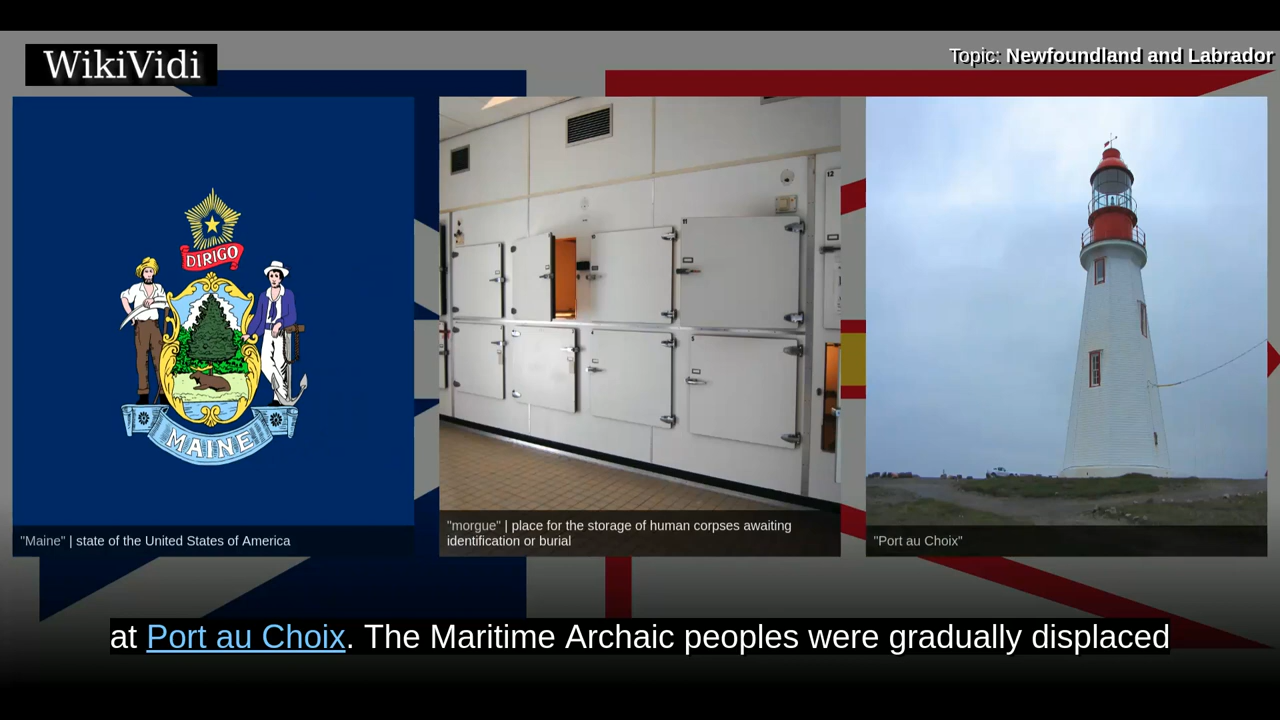 WikiVidi
Topic: Newfoundland and Labrador
DIRIGO
MAINE
12
11
"Maine" | state of the United States of America
"morgue" | place for the storage of human corpses awaiting
identification or burial
"Port au Choix"
at Port au Choix. The Maritime Archaic peoples were gradually displaced